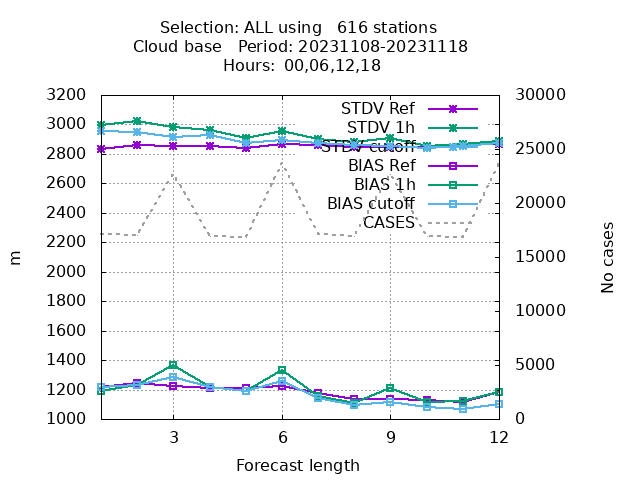 Selection: ALL using   616 stations
Cloud base   Period: 20231108-20231118
Hours: 00,06,12,18
3200
3000
2800
2600
2400
2200
2000
1800
1600
1400
1200
1000
m
30000
25000
20000
15000
10000
5000
0
No cases
STDV Ref
STDV 1h
STDV cutoff
BIAS Ref
BIAS 1h
BIAS cutoff
CASES
3
6
9
12
Forecast length